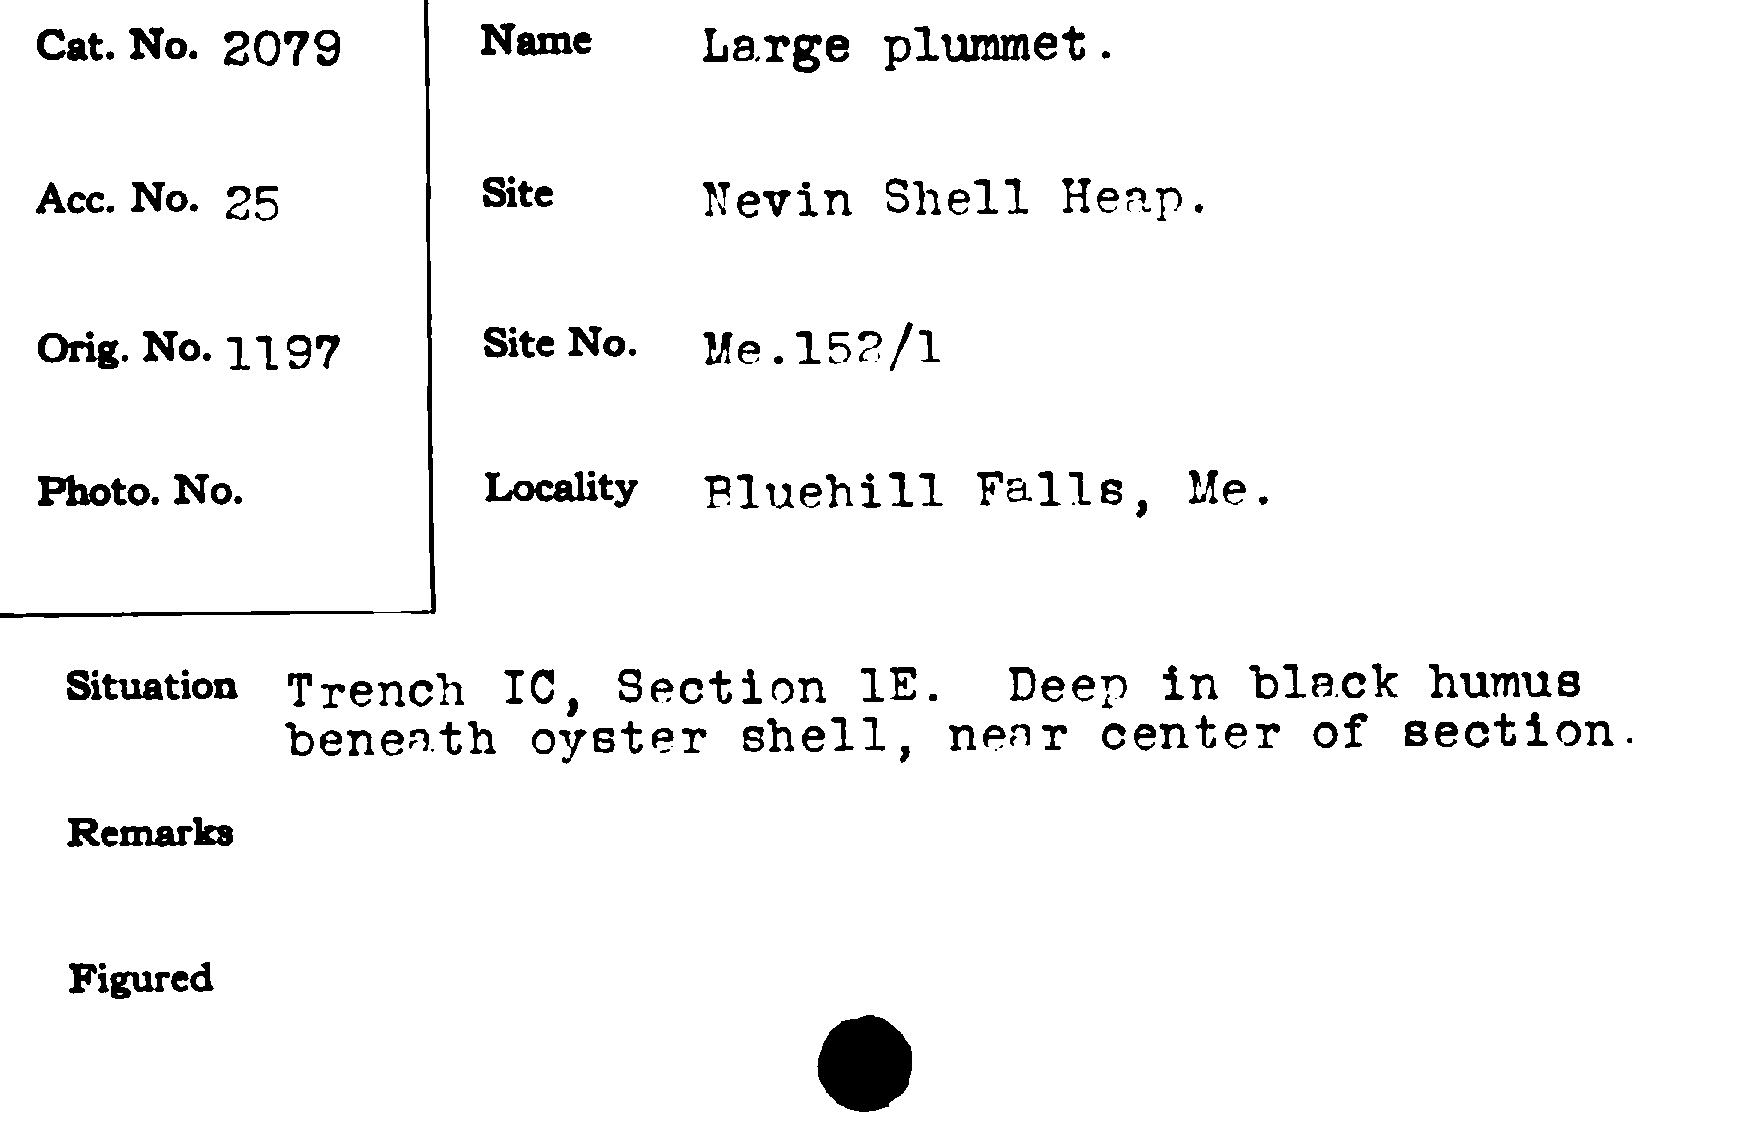 Cat. No. 2079
Name Large plummet.
Acc. No. 25
Site Nevin Shell Heap.
Orig. No. 1197
Site No. Me.152/1
Photo. No.
Locality Bluehill Falls, Me.
Situation Trench IC, Section 1E. Deep in black humus
beneath oyster shell, near center of section.
Remarks
Figured